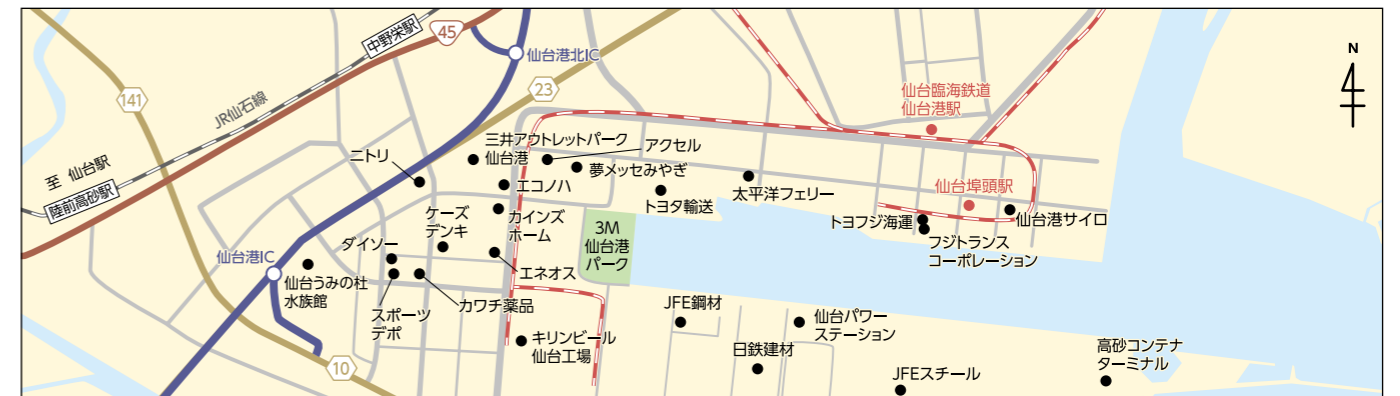 中野栄駅
45
仙台港北IC
N
141
23
JR仙石線
仙台臨海鉄道
仙台港駅
三井アウトレットパーク
仙台港
アクセル
ニトリ
夢メッセみやぎ
至 仙台駅
陸前高砂駅
エコノハ
トヨタ輸送
太平洋フェリー
仙台埠頭駅
ケーズ
デンキ
カインズ
ホーム
3M
仙台港
パーク
トヨフジ海運
仙台港サイロ
フジトランス
コーポレーション
ダイソー
仙台港IC
エネオス
仙台うみの杜
水族館
スポーツ
デポ
カワチ薬品
JFE鋼材
仙台パワー
ステーション
キリンビール
仙台工場
日鉄建材
高砂コンテナ
ターミナル
10
JFEスチール